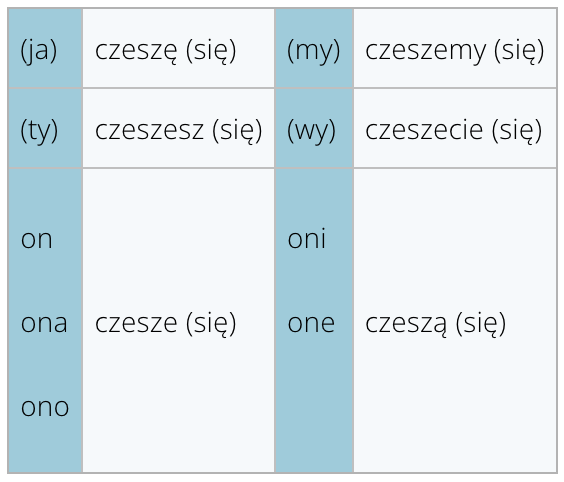 (ja) czeszę (się) (my) czeszemy (się)
(ty) czeszesz (się) (wy) czeszecie (się)
on oni
ona czesze (się) one czeszą (się)
ono